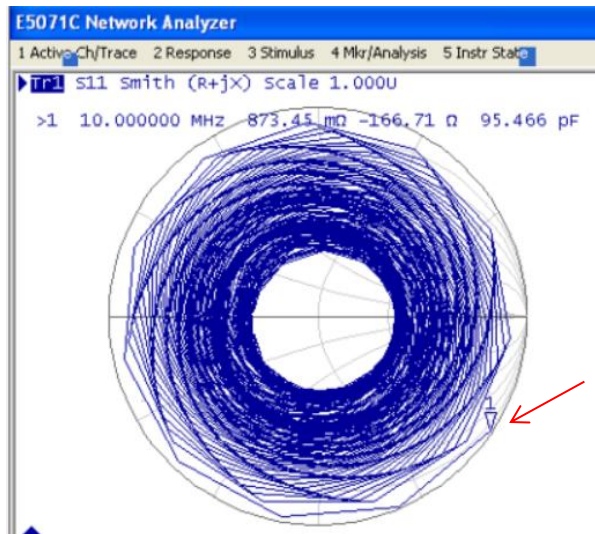 E5071C Network Analyzer
1 Active Ch/Trace 2 Response 3 Stimulus 4 Mkr/Analysis 5 Instr State
Tr1 S11 Smith (R+jX) Scale 1.000U
>1 10.000000 MHz 873.45 mΩ -166.71 Ω 95.466 pF
1